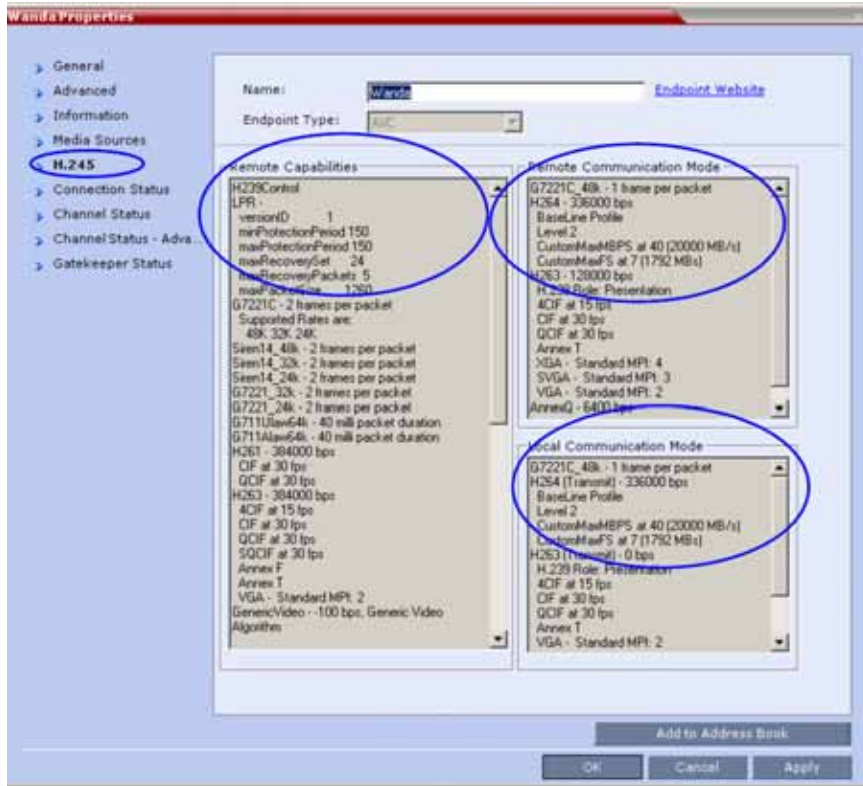 Wanda Properties
General
Advanced
Information
Media Sources
H.245
Connection Status
Channel Status
Channel Status - Adva...
Gatekeeper Status
Name: Wanda Endpoint Website
Endpoint Type: AVC
Remote Capabilities
H239Control
LPR -
versionID 1
minProtectionPeriod 150
maxProtectionPeriod 150
maxRecoverySet 24
maxRecoveryPackets 5
maxPacketSize 1260
G7221C - 2 frames per packet
Supported Rates are:
48K 32K 24K
Siren14_48k - 2 frames per packet
Siren14_32k - 2 frames per packet
Siren14_24k - 2 frames per packet
G7221_32k - 2 frames per packet
G7221_24k - 2 frames per packet
G711Ulaw64k - 40 milli packet duration
G711Alaw64k - 40 milli packet duration
H261 - 384000 bps
CIF at 30 fps
QCIF at 30 fps
H263 - 384000 bps
4CIF at 15 fps
CIF at 30 fps
QCIF at 30 fps
SQCIF at 30 fps
Annex F
Annex T
VGA - Standard MPI: 2
GenericVideo - -100 bps, Generic Video
Algorithm
Remote Communication Mode
G7221C_48k - 1 frame per packet
H264 - 336000 bps
BaseLine Profile
Level 2
CustomMaxMBPS at 40 (20000 MB/s)
CustomMaxFS at 7 (1792 MBs)
H263 - 128000 bps
H.239 Role: Presentation
4CIF at 15 fps
CIF at 30 fps
QCIF at 30 fps
Annex T
XGA - Standard MPI: 4
SVGA - Standard MPI: 3
VGA - Standard MPI: 2
AnnexQ - 6400 bps
Local Communication Mode
G7221C_48k - 1 frame per packet
H264 (Transmit) - 336000 bps
BaseLine Profile
Level 2
CustomMaxMBPS at 40 (20000 MB/s)
CustomMaxFS at 7 (1792 MBs)
H263 (Transmit) - 0 bps
H.239 Role: Presentation
4CIF at 15 fps
CIF at 30 fps
QCIF at 30 fps
Annex T
VGA - Standard MPI: 2
Add to Address Book
OK Cancel Apply